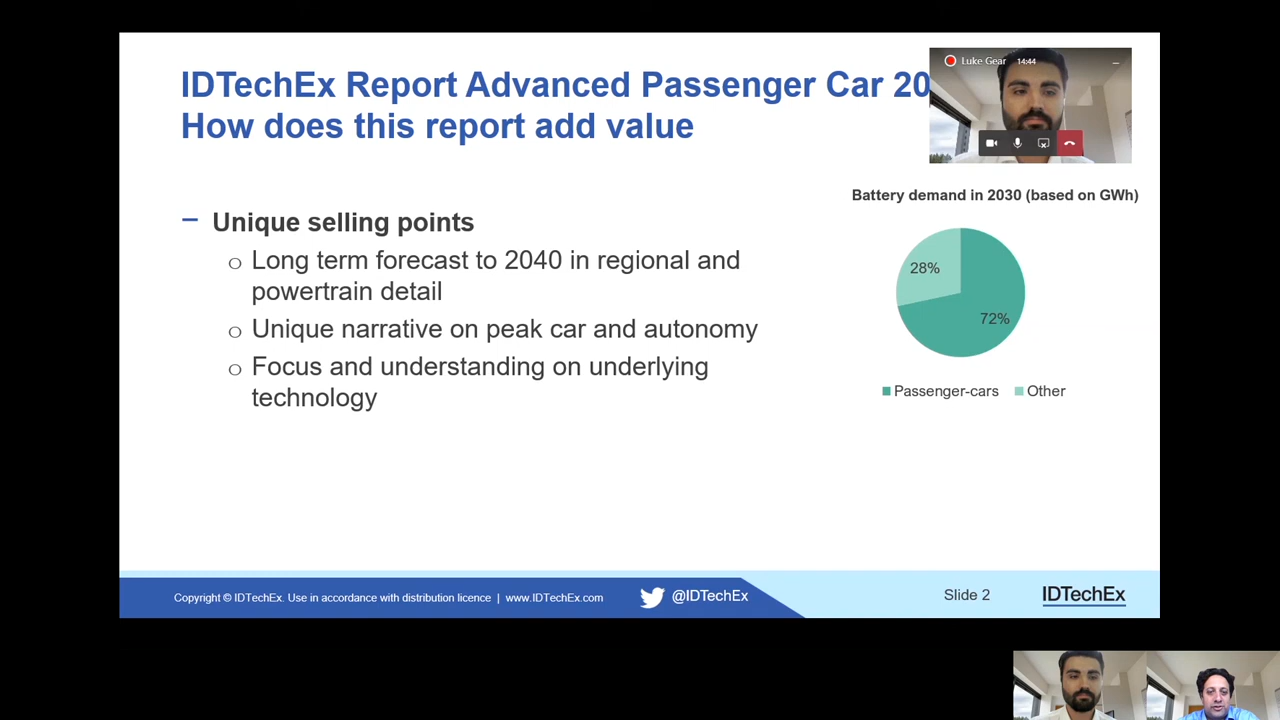 IDTechEx Report Advanced Passenger Car 20
How does this report add value
Luke Gear 14:44
Battery demand in 2030 (based on GWh)
– Unique selling points
o Long term forecast to 2040 in regional and
powertrain detail
o Unique narrative on peak car and autonomy
o Focus and understanding on underlying
technology
28%
72%
Passenger-cars Other
Copyright © IDTechEx. Use in accordance with distribution licence | www.IDTechEx.com
@IDTechEx
Slide 2
IDTechEx